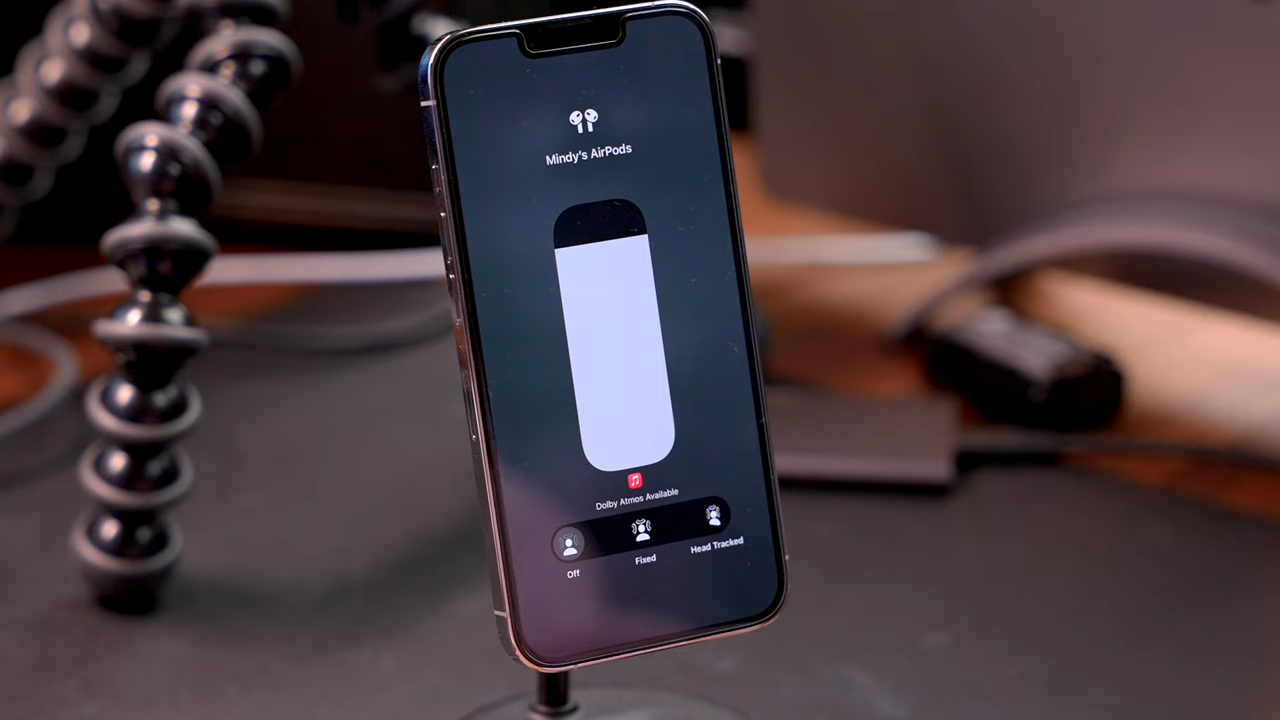 Mindy's AirPods
Dolby Atmos Available
Off
Fixed
Head Tracked